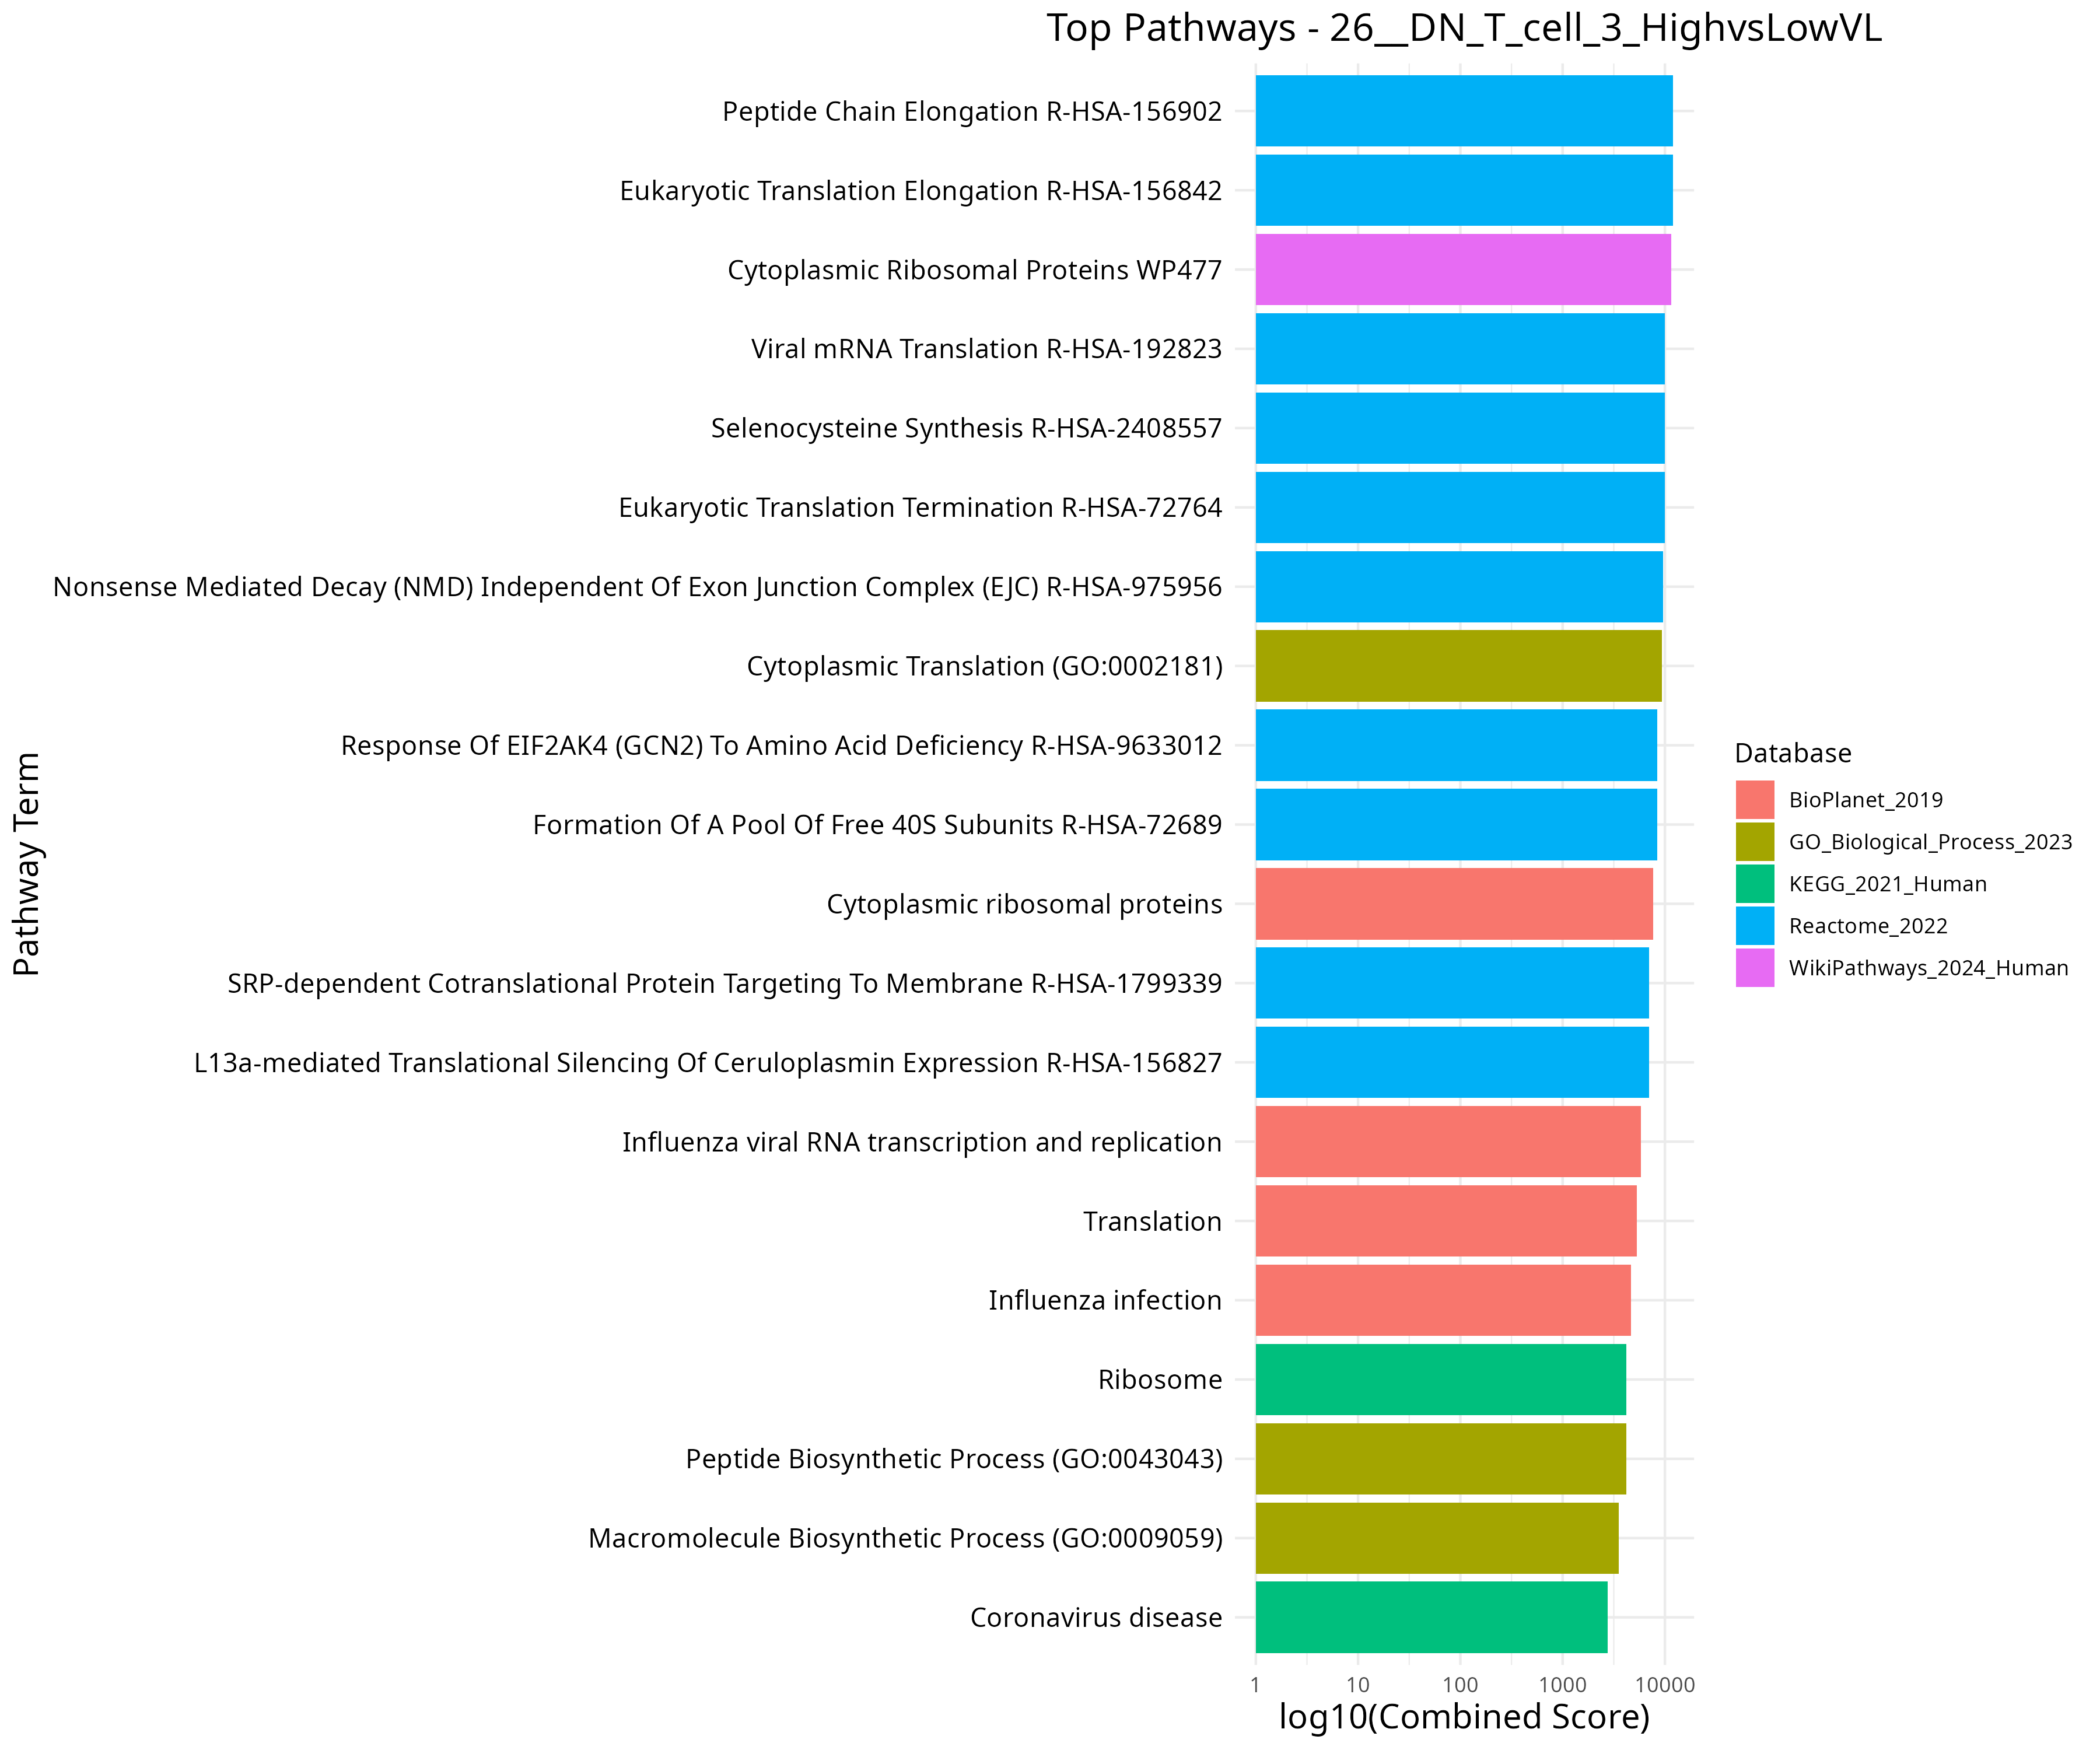 Top Pathways - 26__DN_T_cell_3_HighvsLowVL
Pathway Term
Peptide Chain Elongation R-HSA-156902
Eukaryotic Translation Elongation R-HSA-156842
Cytoplasmic Ribosomal Proteins WP477
Viral mRNA Translation R-HSA-192823
Selenocysteine Synthesis R-HSA-2408557
Eukaryotic Translation Termination R-HSA-72764
Nonsense Mediated Decay (NMD) Independent Of Exon Junction Complex (EJC) R-HSA-975956
Cytoplasmic Translation (GO:0002181)
Response Of EIF2AK4 (GCN2) To Amino Acid Deficiency R-HSA-9633012
Formation Of A Pool Of Free 40S Subunits R-HSA-72689
Cytoplasmic ribosomal proteins
SRP-dependent Cotranslational Protein Targeting To Membrane R-HSA-1799339
L13a-mediated Translational Silencing Of Ceruloplasmin Expression R-HSA-156827
Influenza viral RNA transcription and replication
Translation
Influenza infection
Ribosome
Peptide Biosynthetic Process (GO:0043043)
Macromolecule Biosynthetic Process (GO:0009059)
Coronavirus disease
1 10 100 1000 10000
log10(Combined Score)
Database
BioPlanet_2019
GO_Biological_Process_2023
KEGG_2021_Human
Reactome_2022
WikiPathways_2024_Human